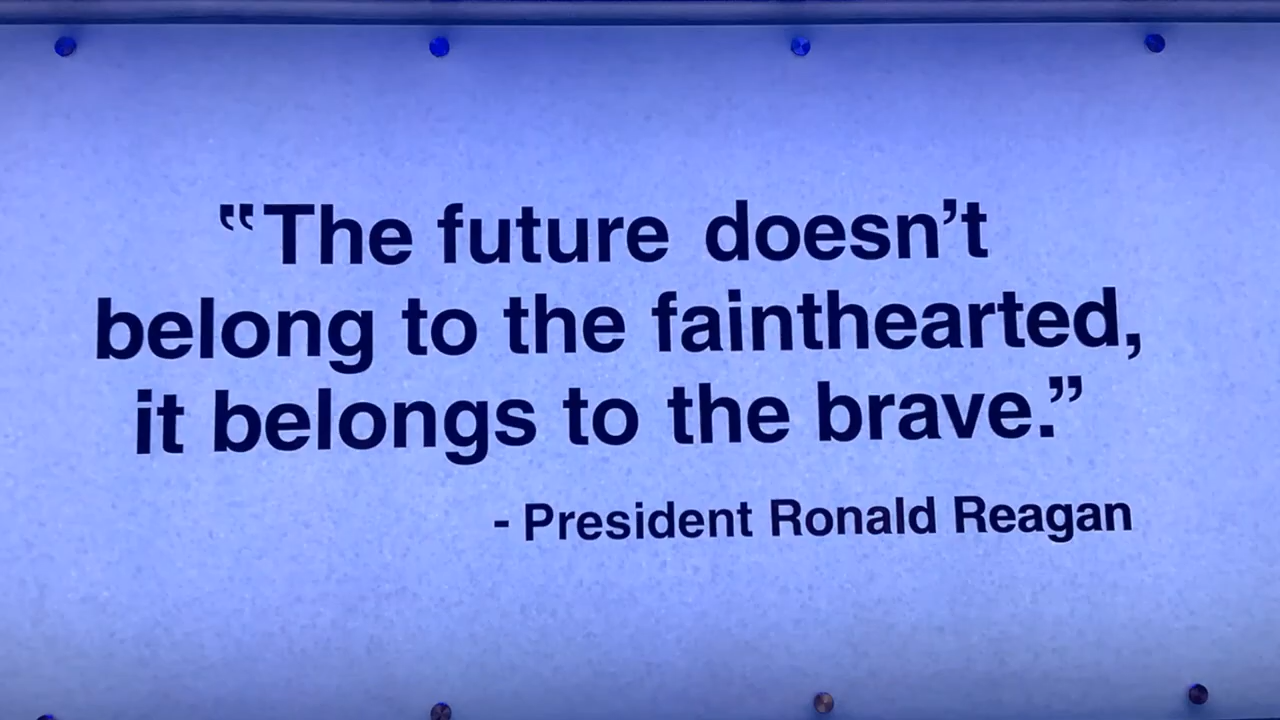 “The future doesn’t
belong to the fainthearted,
it belongs to the brave.”
- President Ronald Reagan